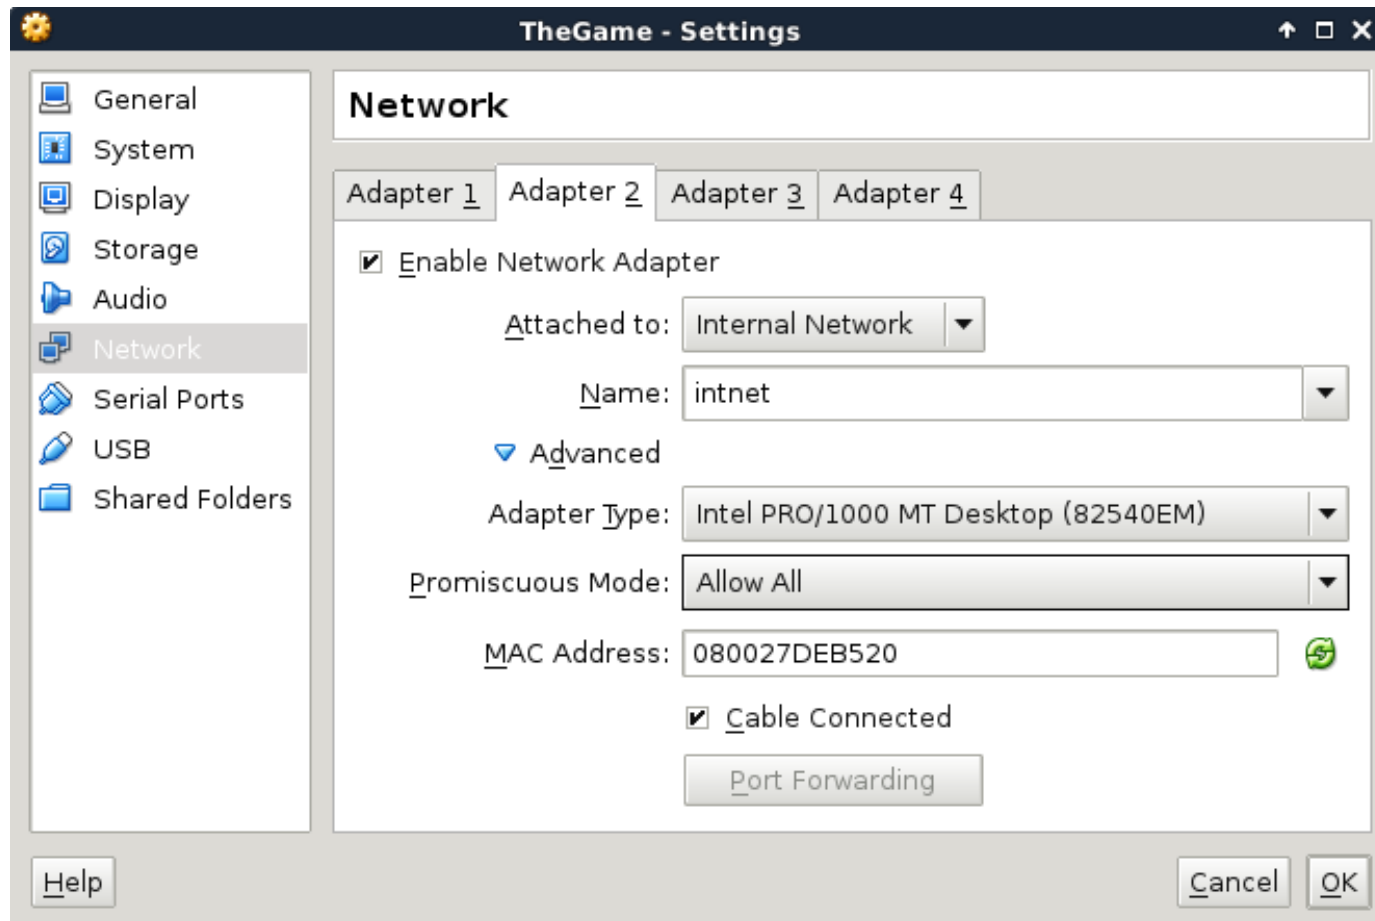 TheGame - Settings
General
System
Display
Storage
Audio
Network
Serial Ports
USB
Shared Folders
Network
Adapter 1 Adapter 2 Adapter 3 Adapter 4
Enable Network Adapter
Attached to: Internal Network
Name: intnet
Advanced
Adapter Type: Intel PRO/1000 MT Desktop (82540EM)
Promiscuous Mode: Allow All
MAC Address: 080027DEB520
Cable Connected
Port Forwarding
Help Cancel OK